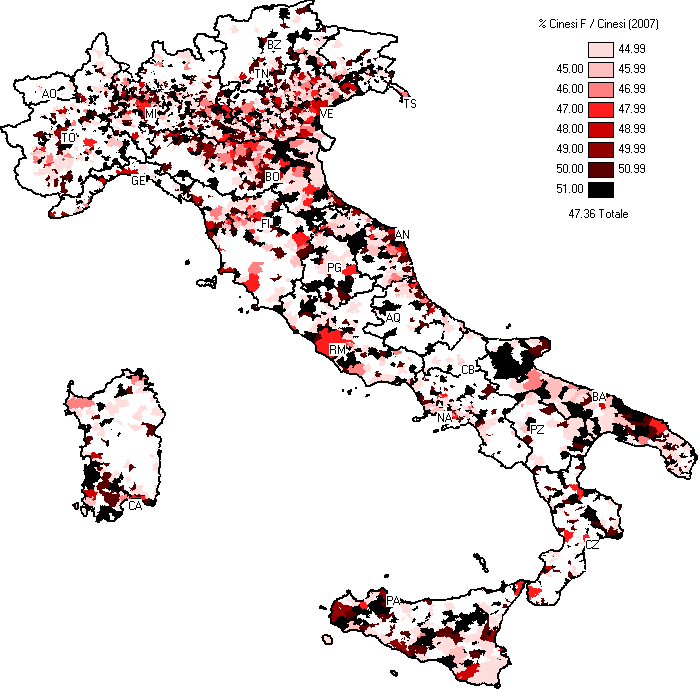 % Cinesi F / Cinesi (2007)
44.99
45.00 45.99
46.00 46.99
47.00 47.99
48.00 48.99
49.00 49.99
50.00 50.99
51.00
47.36 Totale
BZ
TN
AO
TS
MI
VE
TO
GE
BO
FI
AN
PG
AQ
RM
CB
NA
BA
PZ
CA
CZ
PA